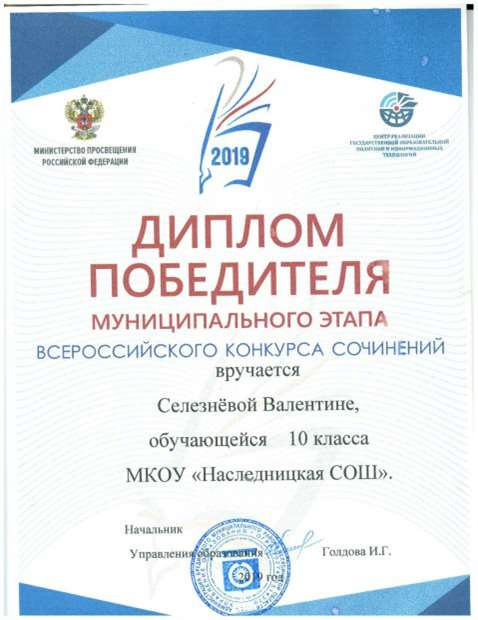 2019
МИНИСТЕРСТВО ПРОСВЕЩЕНИЯ
РОССИЙСКОЙ ФЕДЕРАЦИИ
ЦЕНТР РЕАЛИЗАЦИИ
ГОСУДАРСТВЕННОЙ ОБРАЗОВАТЕЛЬНОЙ
ПОЛИТИКИ И ИНФОРМАЦИОННЫХ
ТЕХНОЛОГИЙ
ДИПЛОМ
ПОБЕДИТЕЛЯ
МУНИЦИПАЛЬНОГО ЭТАПА
ВСЕРОССИЙСКОГО КОНКУРСА СОЧИНЕНИЙ
вручается
Селезнёвой Валентине,
обучающейся 10 класса
МКОУ «Наследницкая СОШ».
Начальник
Управления образования Голдова И.Г.
2019 год